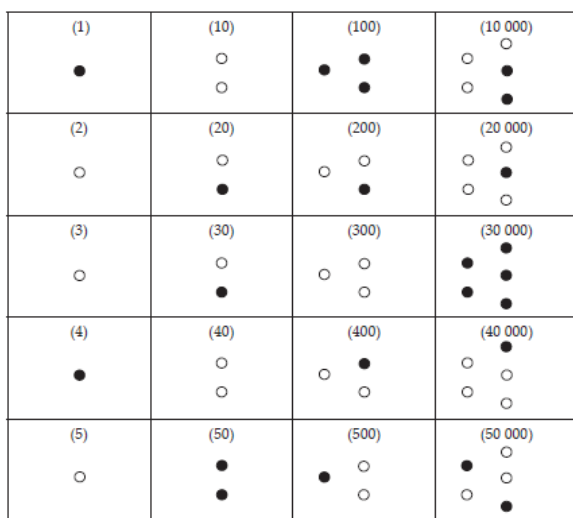 (1) (10) (100) (10 000)
(2) (20) (200) (20 000)
(3) (30) (300) (30 000)
(4) (40) (400) (40 000)
(5) (50) (500) (50 000)